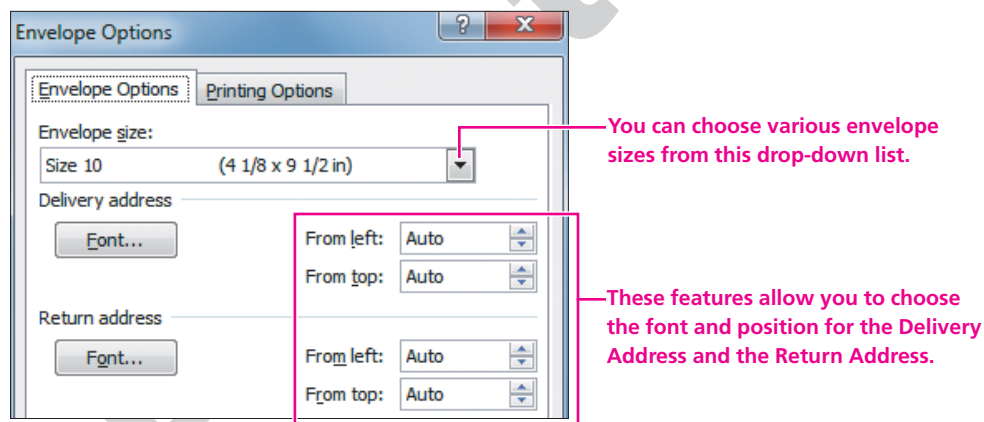 Envelope Options
?
X
Envelope Options Printing Options
Envelope size:
You can choose various envelope
sizes from this drop-down list.
Size 10 (4 1/8 x 9 1/2 in)
Delivery address
Font... From left: Auto
From top: Auto
These features allow you to choose
the font and position for the Delivery
Address and the Return Address.
Return address
Font... From left: Auto
From top: Auto